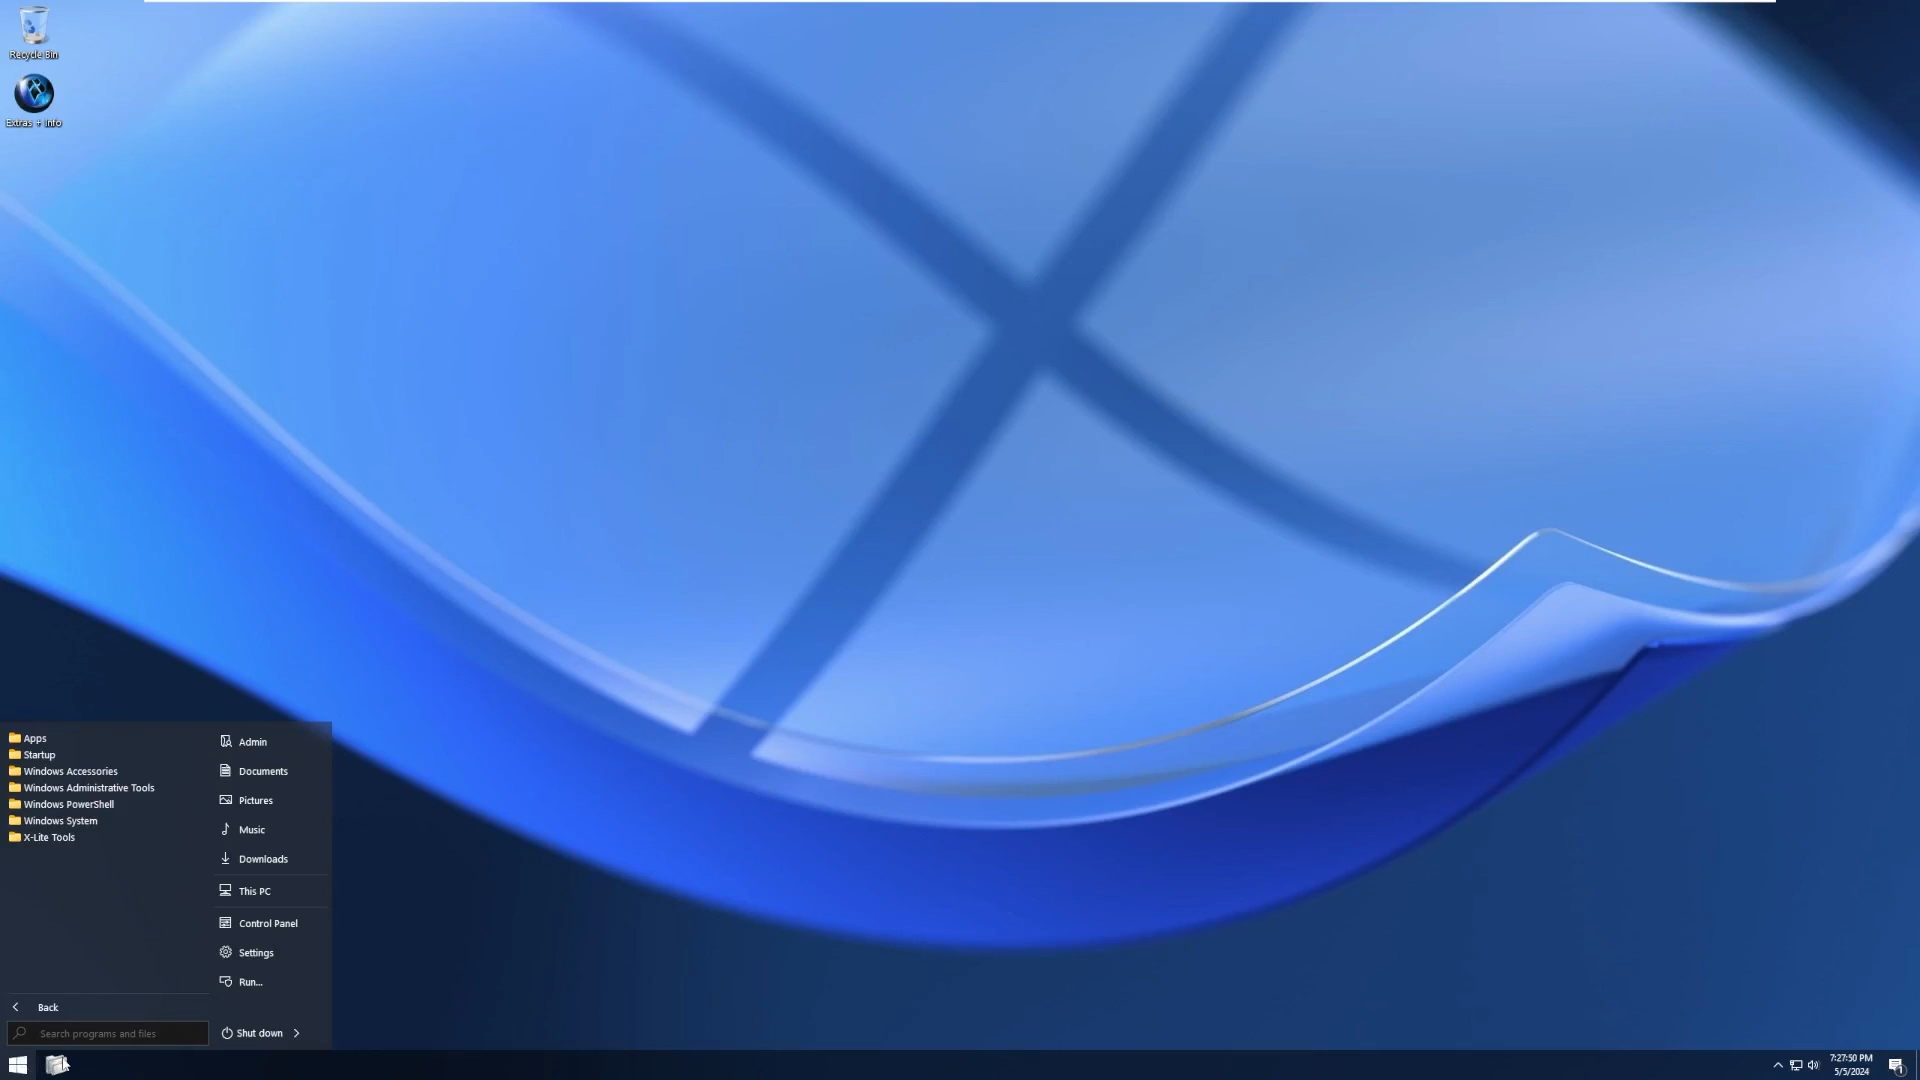 Recycle Bin
Extras + Info
Apps
Startup
Windows Accessories
Windows Administrative Tools
Windows PowerShell
Windows System
X-Lite Tools
Back
Search programs and files
Admin
Documents
Pictures
Music
Downloads
This PC
Control Panel
Settings
Run...
Shut down
7:27:50 PM
5/5/2024
1